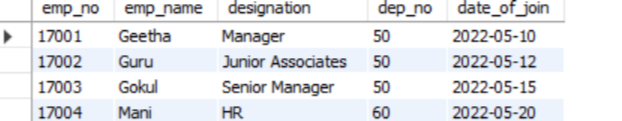 emp_no emp_name designation dep_no date_of_join
17001 Geetha Manager 50 2022-05-10
17002 Guru Junior Associates 50 2022-05-12
17003 Gokul Senior Manager 50 2022-05-15
17004 Mani HR 60 2022-05-20